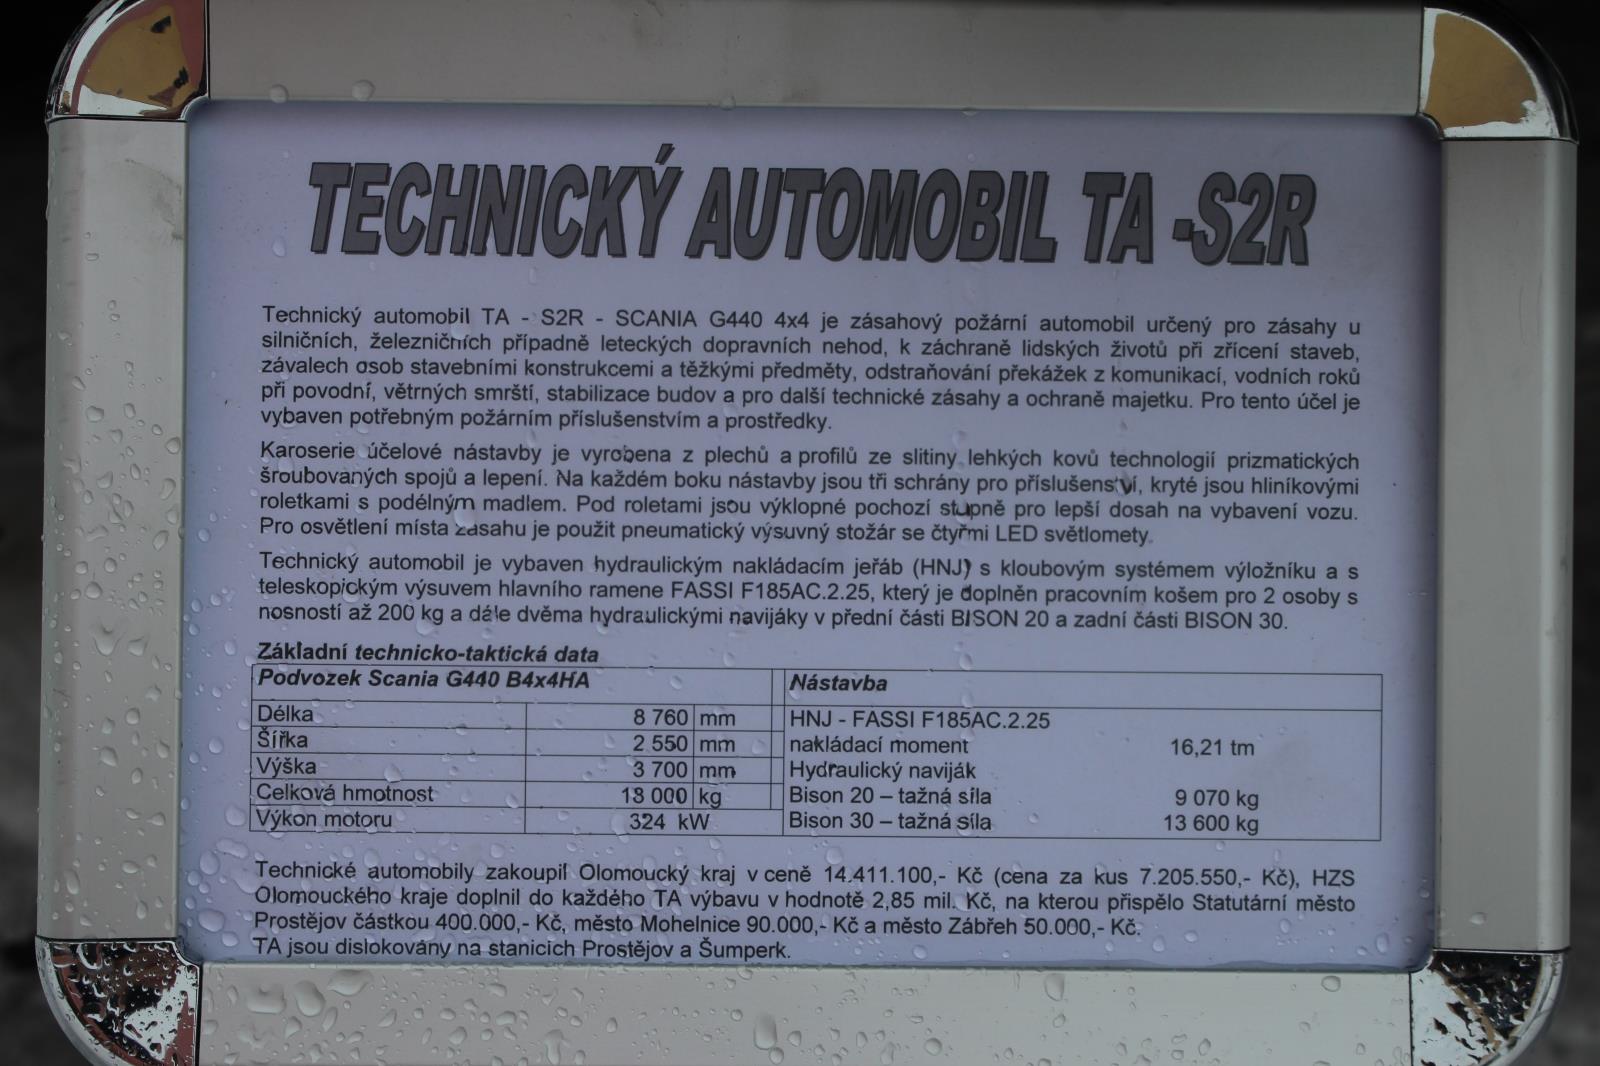 TECHNICKÝ AUTOMOBIL TA -S2R
Technický automobil TA - S2R - SCANIA G440 4x4 je zásahový požární automobil určený pro zásahy u
silničních, železničních případně leteckých dopravních nehod, k záchraně lidských životů při zřícení staveb,
závalech osob stavebními konstrukcemi a těžkými předměty, odstraňování překážek z komunikací, vodních roků
při povodní, větrných smrští, stabilizace budov a pro další technické zásahy a ochraně majetku. Pro tento účel je
vybaven potřebným požárním příslušenstvím a prostředky.
Karoserie účelové nástavby je vyrobena z plechů a profilů ze slitiny lehkých kovů technologií prizmatických
šroubovaných spojů a lepení. Na každém boku nástavby jsou tři schrány pro příslušenství, kryté jsou hliníkovými
roletkami s podélným madlem. Pod roletami jsou výklopné pochozí stupně pro lepší dosah na vybavení vozu.
Pro osvětlení místa zásahu je použit pneumatický výsuvný stožár se čtyřmi LED světlomety.
Technický automobil je vybaven hydraulickým nakládacím jeřáb (HNJ) s kloubovým systémem výložníku a s
teleskopickým výsuvem hlavního ramene FASSI F185AC.2.25, který je doplněn pracovním košem pro 2 osoby s
nosností až 200 kg a dále dvěma hydraulickými navijáky v přední části BISON 20 a zadní části BISON 30.
Základní technicko-taktická data
Podvozek Scania G440 B4x4HA Nástavba
Délka 8 760 mm HNJ - FASSI F185AC.2.25
Šířka 2 550 mm nakládací moment 16,21 tm
Výška 3 700 mm Hydraulický naviják
Celková hmotnost 18 000 kg Bison 20 – tažná síla 9 070 kg
Výkon motoru 324 kW Bison 30 – tažná síla 13 600 kg
Technické automobily zakoupil Olomoucký kraj v ceně 14.411.100,- Kč (cena za kus 7.205.550,- Kč), HZS
Olomouckého kraje doplnil do každého TA výbavu v hodnotě 2,85 mil. Kč, na kterou přispělo Statutární město
Prostějov částkou 400.000,- Kč, město Mohelnice 90.000,- Kč a město Zábřeh 50.000,- Kč.
TA jsou dislokovány na stanicích Prostějov a Šumperk.